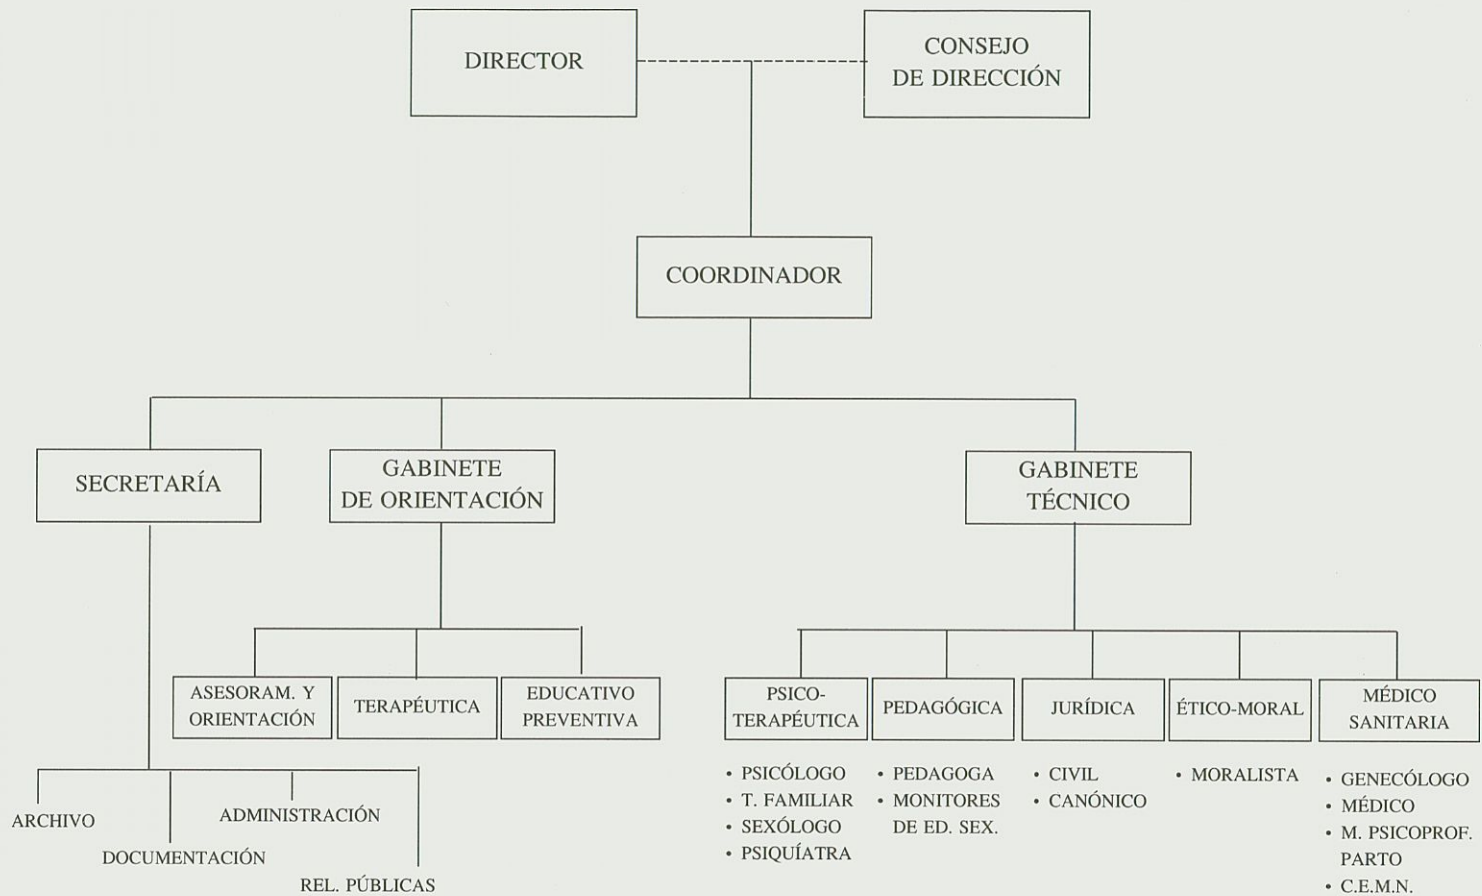 DIRECTOR
CONSEJO
DE DIRECCIÓN
COORDINADOR
SECRETARÍA
GABINETE
DE ORIENTACIÓN
GABINETE
TÉCNICO
ASESORAM. Y
ORIENTACIÓN
TERAPÉUTICA
EDUCATIVO
PREVENTIVA
PSICO-
TERAPÉUTICA
PEDAGÓGICA
JURÍDICA
ÉTICO-MORAL
MÉDICO
SANITARIA
ARCHIVO
DOCUMENTACIÓN
ADMINISTRACIÓN
REL. PÚBLICAS
• PSICÓLOGO
• T. FAMILIAR
• SEXÓLOGO
• PSIQUÍATRA
• PEDAGOGA
• MONITORES
DE ED. SEX.
• CIVIL
• CANÓNICO
• MORALISTA
• GENECÓLOGO
• MÉDICO
• M. PSICOPROF.
PARTO
• C.E.M.N.